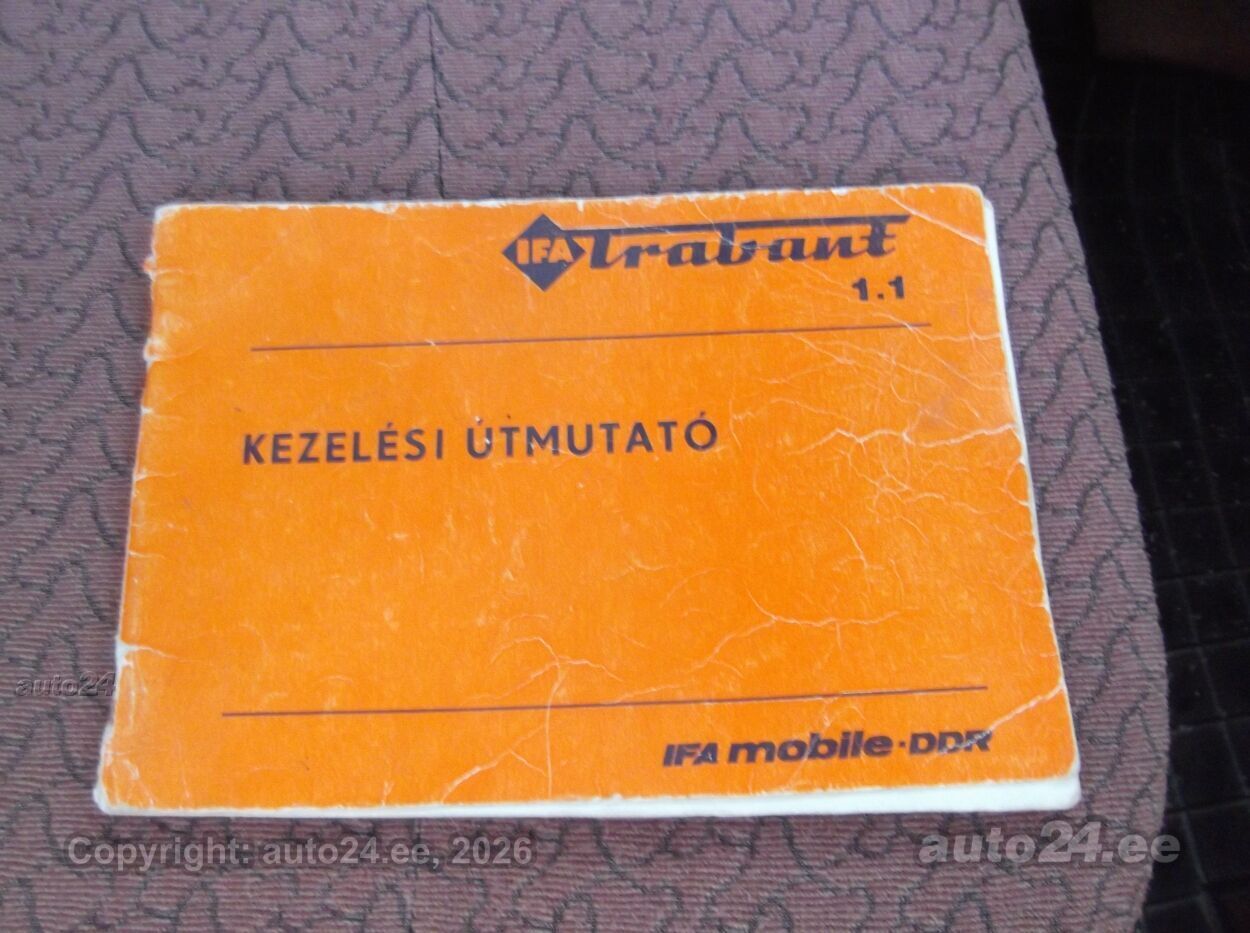 IFA Trabant
1.1
KEZELÉSI ÚTMUTATÓ
IFA mobile·DDR
auto24
Copyright: auto24.ee, 2026
auto24.ee